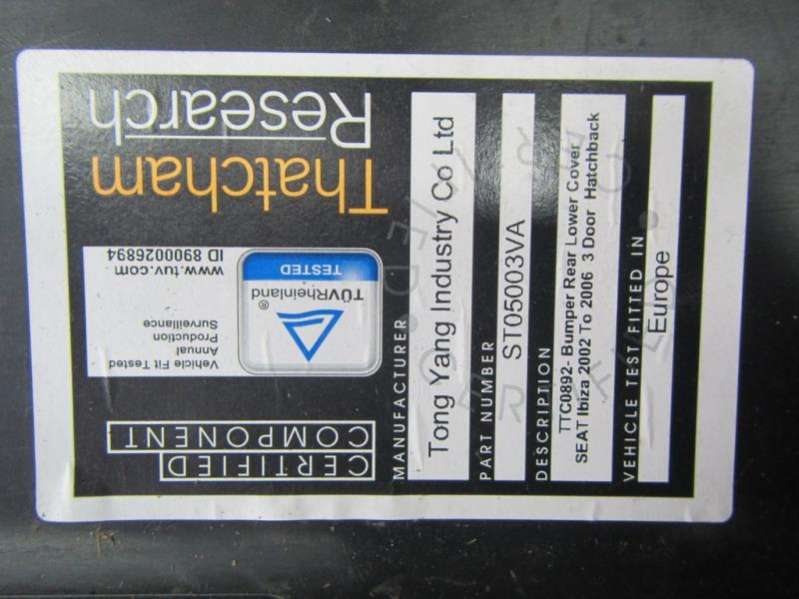 Thatcham
Research
CERTIFIED
COMPONENT
TÜVRheinland
®
TESTED
Vehicle Fit Tested
Annual
Production
Surveillance
www.tuv.com
ID 8900026894
MANUFACTURER
Tong Yang Industry Co Ltd
PART NUMBER
ST05003VA
DESCRIPTION
TTC0892- Bumper Rear Lower Cover
SEAT Ibiza 2002 To 2006 3 Door Hatchback
VEHICLE TEST FITTED IN
Europe